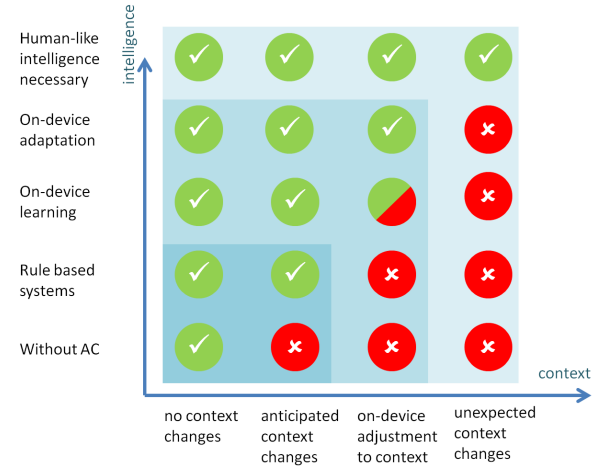 Human-like
intelligence
necessary
intelligence
On-device
adaptation
On-device
learning
Rule based
systems
Without AC
context
no context
changes
anticipated
context
changes
on-device
adjustment
to context
unexpected
context
changes